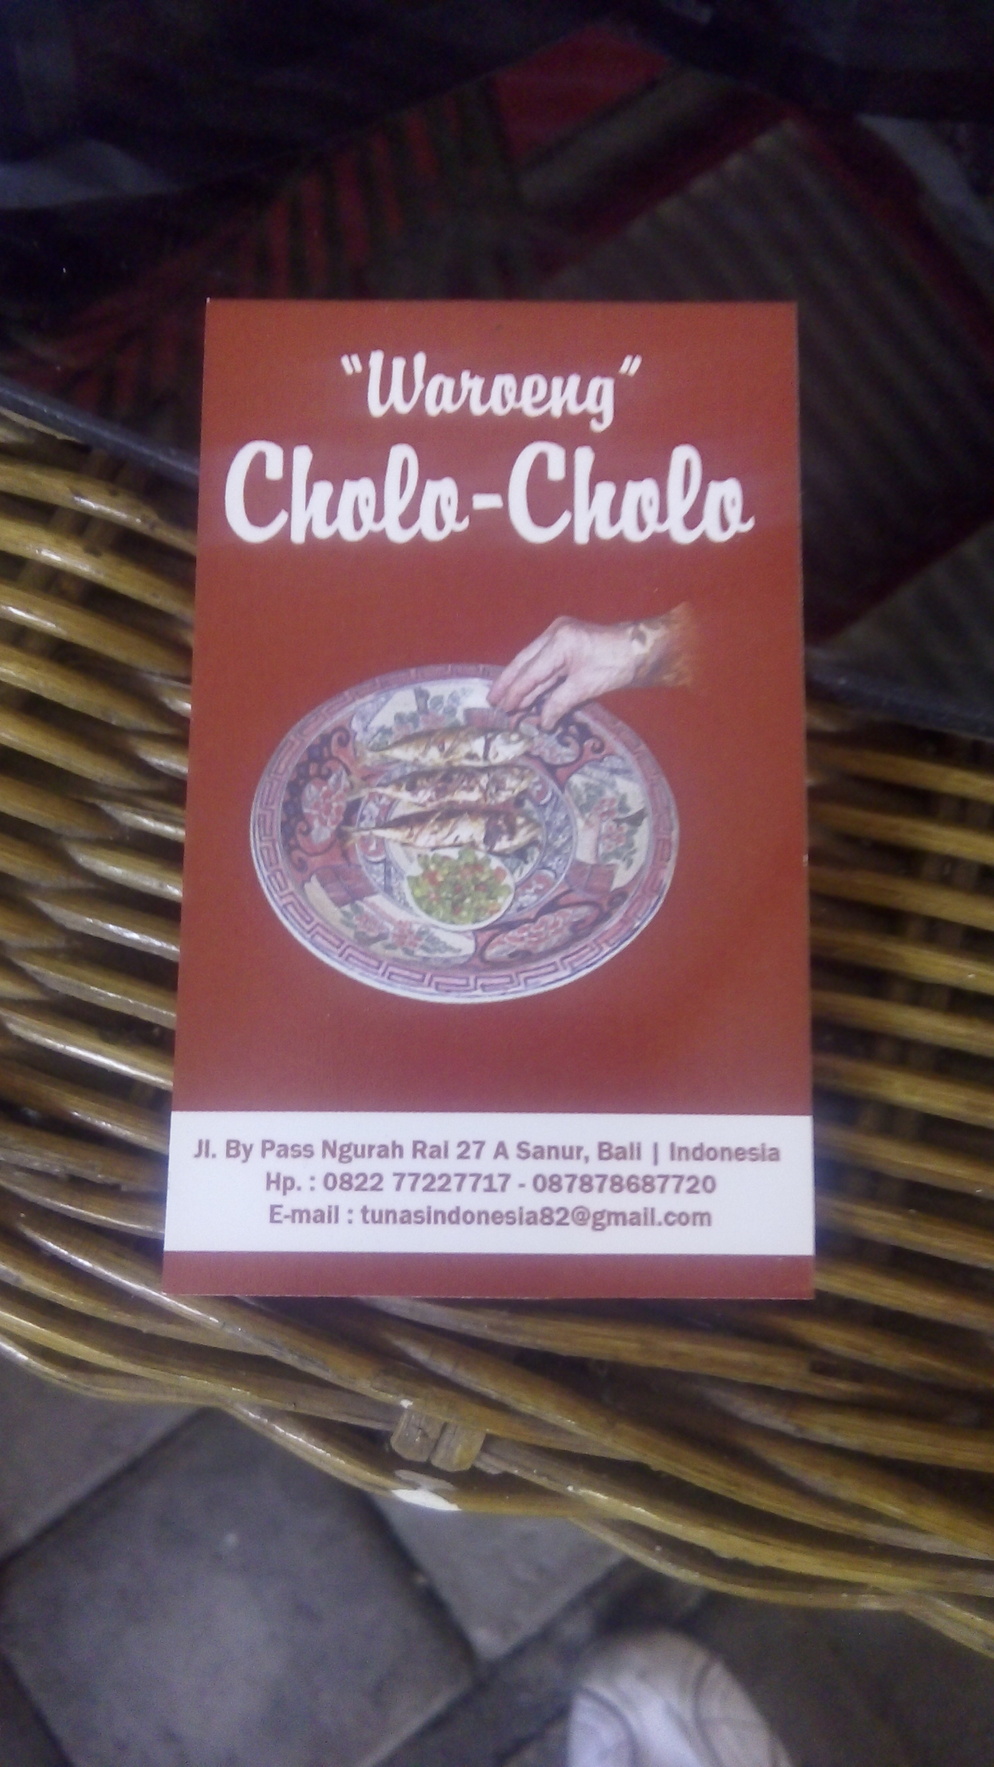 "Waroeng"
Cholo-Cholo
Jl. By Pass Ngurah Rai 27 A Sanur, Bali | Indonesia
Hp. : 0822 77227717 - 087878687720
E-mail : tunasindonesia82@gmail.com